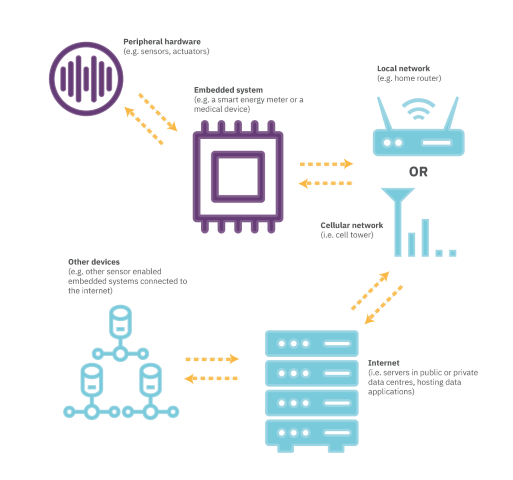 Peripheral hardware
(e.g. sensors, actuators)
Embedded system
(e.g. a smart energy meter or a
medical device)
Local network
(e.g. home router)
OR
Cellular network
(i.e. cell tower)
Other devices
(e.g. other sensor enabled
embedded systems connected to
the internet)
Internet
(i.e. servers in public or private
data centres, hosting data
applications)